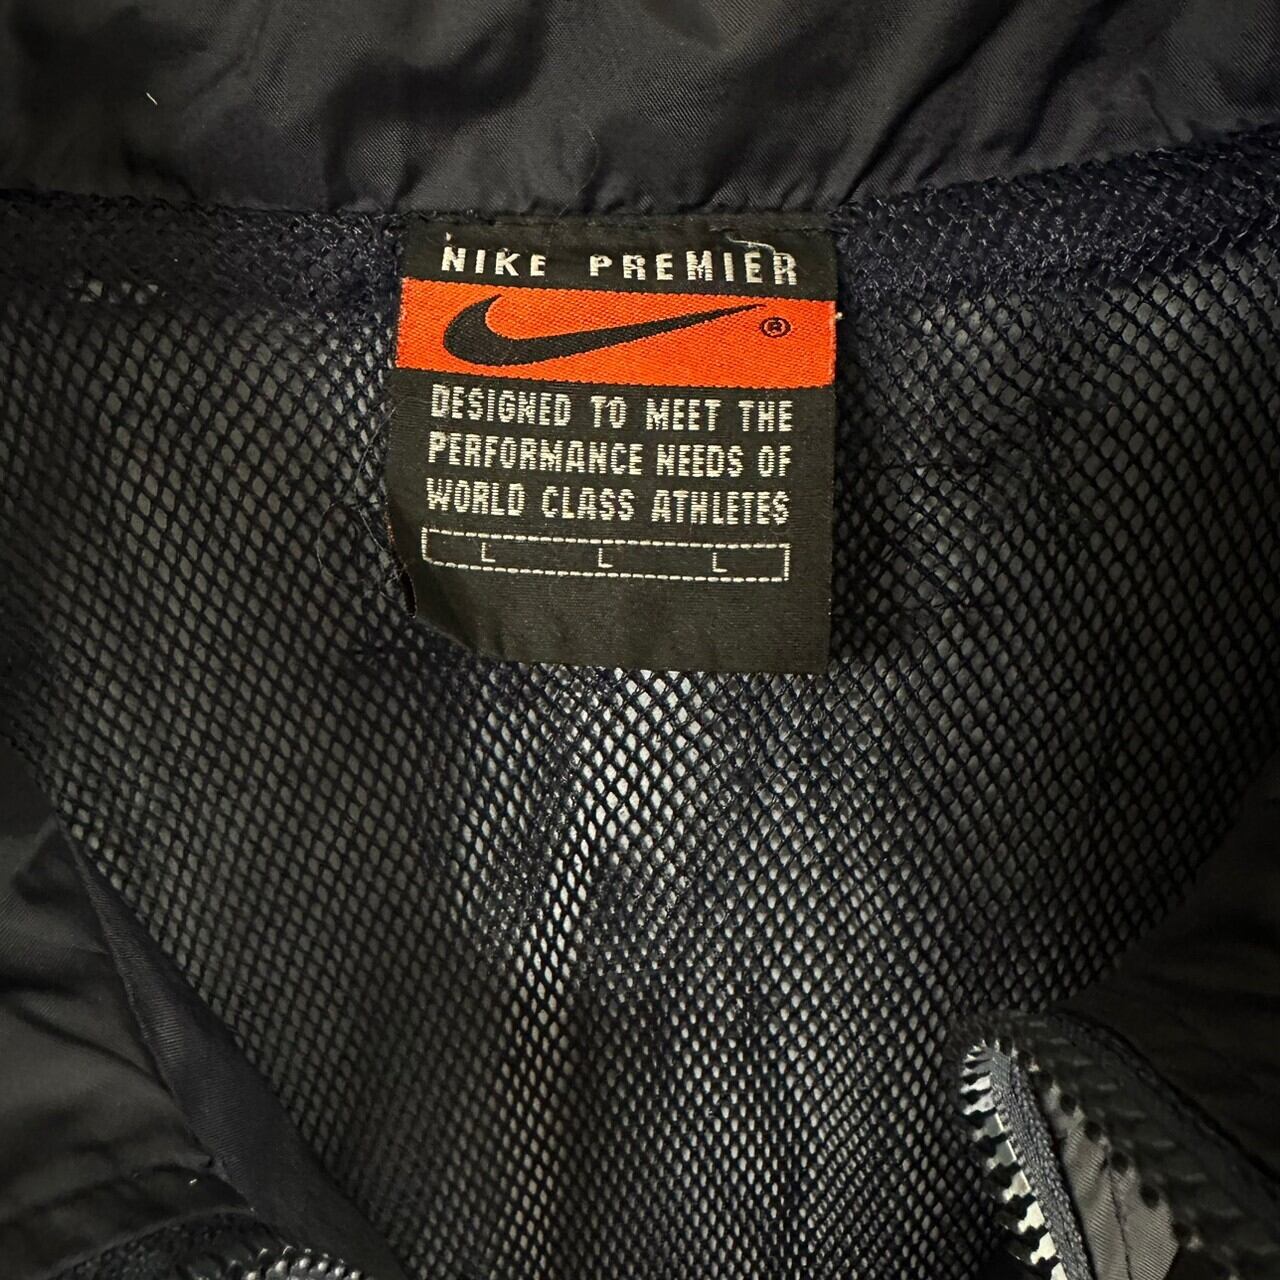 NIKE PREMIER
®
DESIGNED TO MEET THE
PERFORMANCE NEEDS OF
WORLD CLASS ATHLETES
L L L